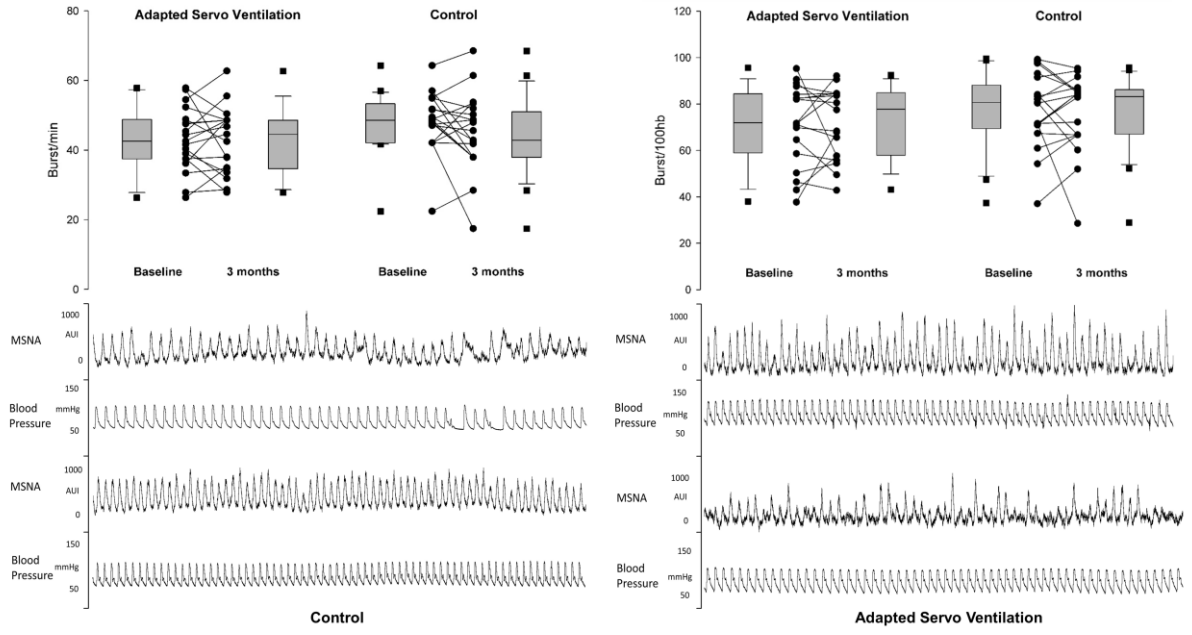 Adapted Servo Ventilation
Control
80
60
40
20
0
Burst/min
Baseline
3 months
Baseline
3 months
MSNA
1000
AUI
0
Blood
Pressure
150
mmHg
50
MSNA
1000
AUI
0
Blood
Pressure
150
mmHg
50
Control
Adapted Servo Ventilation
Control
120
100
80
60
40
20
0
Burst/100hb
Baseline
3 months
Baseline
3 months
MSNA
1000
AUI
0
Blood
Pressure
150
mmHg
50
MSNA
1000
AUI
0
Blood
Pressure
150
mmHg
50
Adapted Servo Ventilation